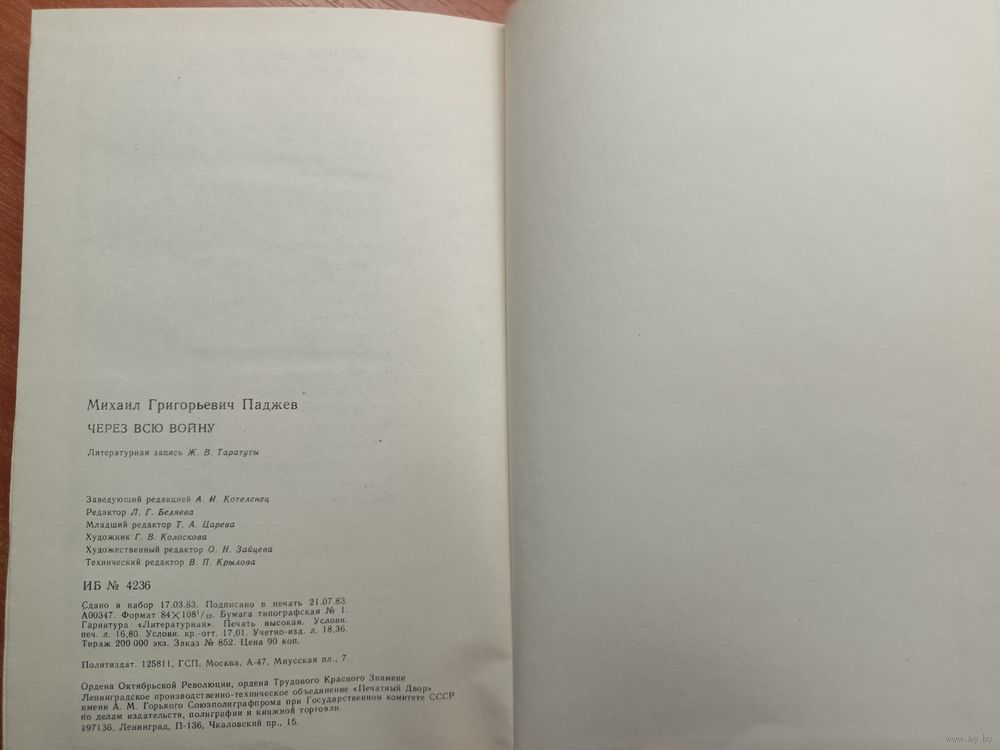 Михаил Григорьевич Паджев
ЧЕРЕЗ ВСЮ ВОЙНУ
Литературная запись Ж. В. Таратуты
Заведующий редакцией А. И. Котеленец
Редактор Л. Г. Беляева
Младший редактор Т. А. Царева
Художник Г. В. Колоскова
Художественный редактор О. Н. Зайцева
Технический редактор В. П. Крылова
ИБ № 4236
Сдано в набор 17.03.83. Подписано в печать 21.07.83.
А00347. Формат 84×108¹/₃₂. Бумага типографская № 1.
Гарнитура «Литературная». Печать высокая. Условн.
печ. л. 16,80. Условн. кр.-отт. 17,01. Учетно-изд. л. 18,36.
Тираж 200 000 экз. Заказ № 852. Цена 90 коп.
Политиздат. 125811, ГСП, Москва, А-47, Миусская пл., 7.
Ордена Октябрьской Революции, ордена Трудового Красного Знамени
Ленинградское производственно-техническое объединение «Печатный Двор»
имени А. М. Горького Союзполиграфпрома при Государственном комитете СССР
по делам издательств, полиграфии и книжной торговли.
197136, Ленинград, П-136, Чкаловский пр., 15.
www.ay.by